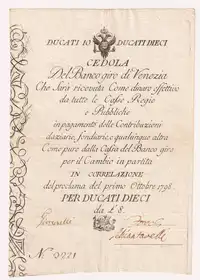 DUCATI 10 DUCATI DIECI
CEDOLA
Del Banco giro di Venezia
Che Sarà ricevuta Come dinaro effettivo
da tutte le Casse Regie
e Pubbliche
in pagamento delle Contribuzioni
daziarie, fondiarie, e qualunque altra
Come pure dalla Cassa del Banco giro
per il Cambio in partita
IN CORRELAZIONE
del proclama del primo Ottobre 1798
PER DUCATI DIECI
da L. 8
N. 9221